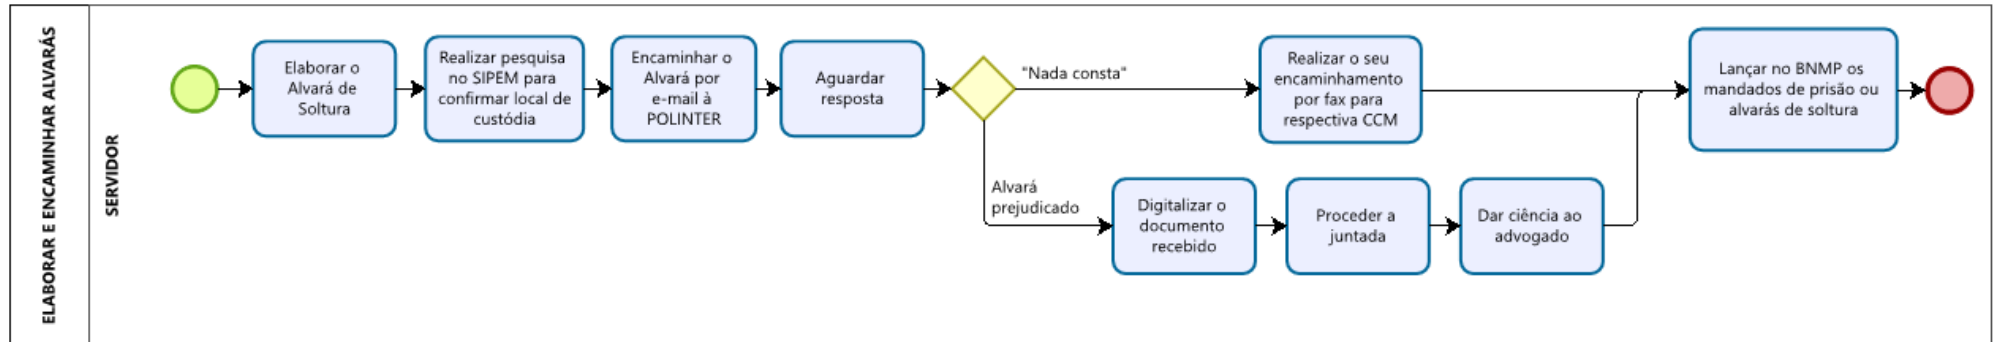 ELABORAR E ENCAMINHAR ALVARÁS
SERVIDOR
Elaborar o
Alvará de
Soltura
Realizar pesquisa
no SIPEM para
confirmar local de
custódia
Encaminhar o
Alvará por
e-mail à
POLINTER
Aguardar
resposta
"Nada consta"
Realizar o seu
encaminhamento
por fax para
respectiva CCM
Alvará
prejudicado
Digitalizar o
documento
recebido
Proceder a
juntada
Dar ciência ao
advogado
Lançar no BNMP os
mandados de prisão ou
alvarás de soltura